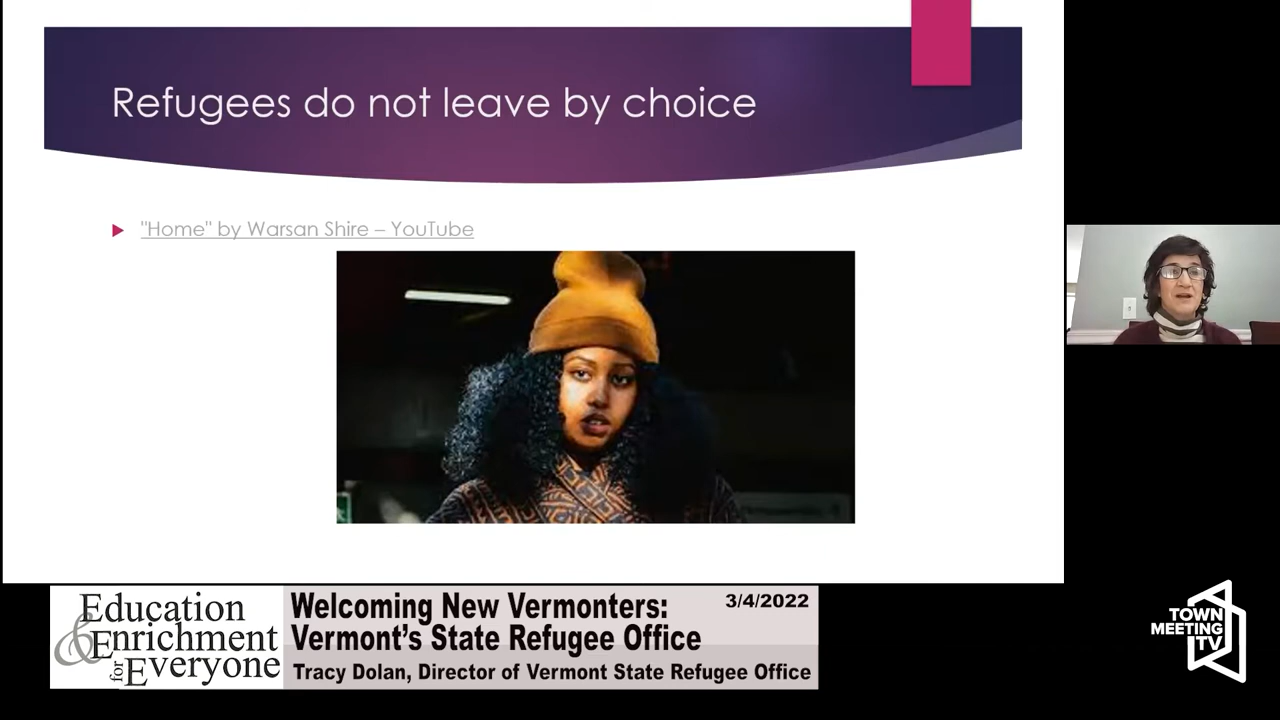 Refugees do not leave by choice
"Home" by Warsan Shire – YouTube
Education
& Enrichment
for Everyone
Welcoming New Vermonters:
3/4/2022
Vermont's State Refugee Office
Tracy Dolan, Director of Vermont State Refugee Office
TOWN
MEETING
TV